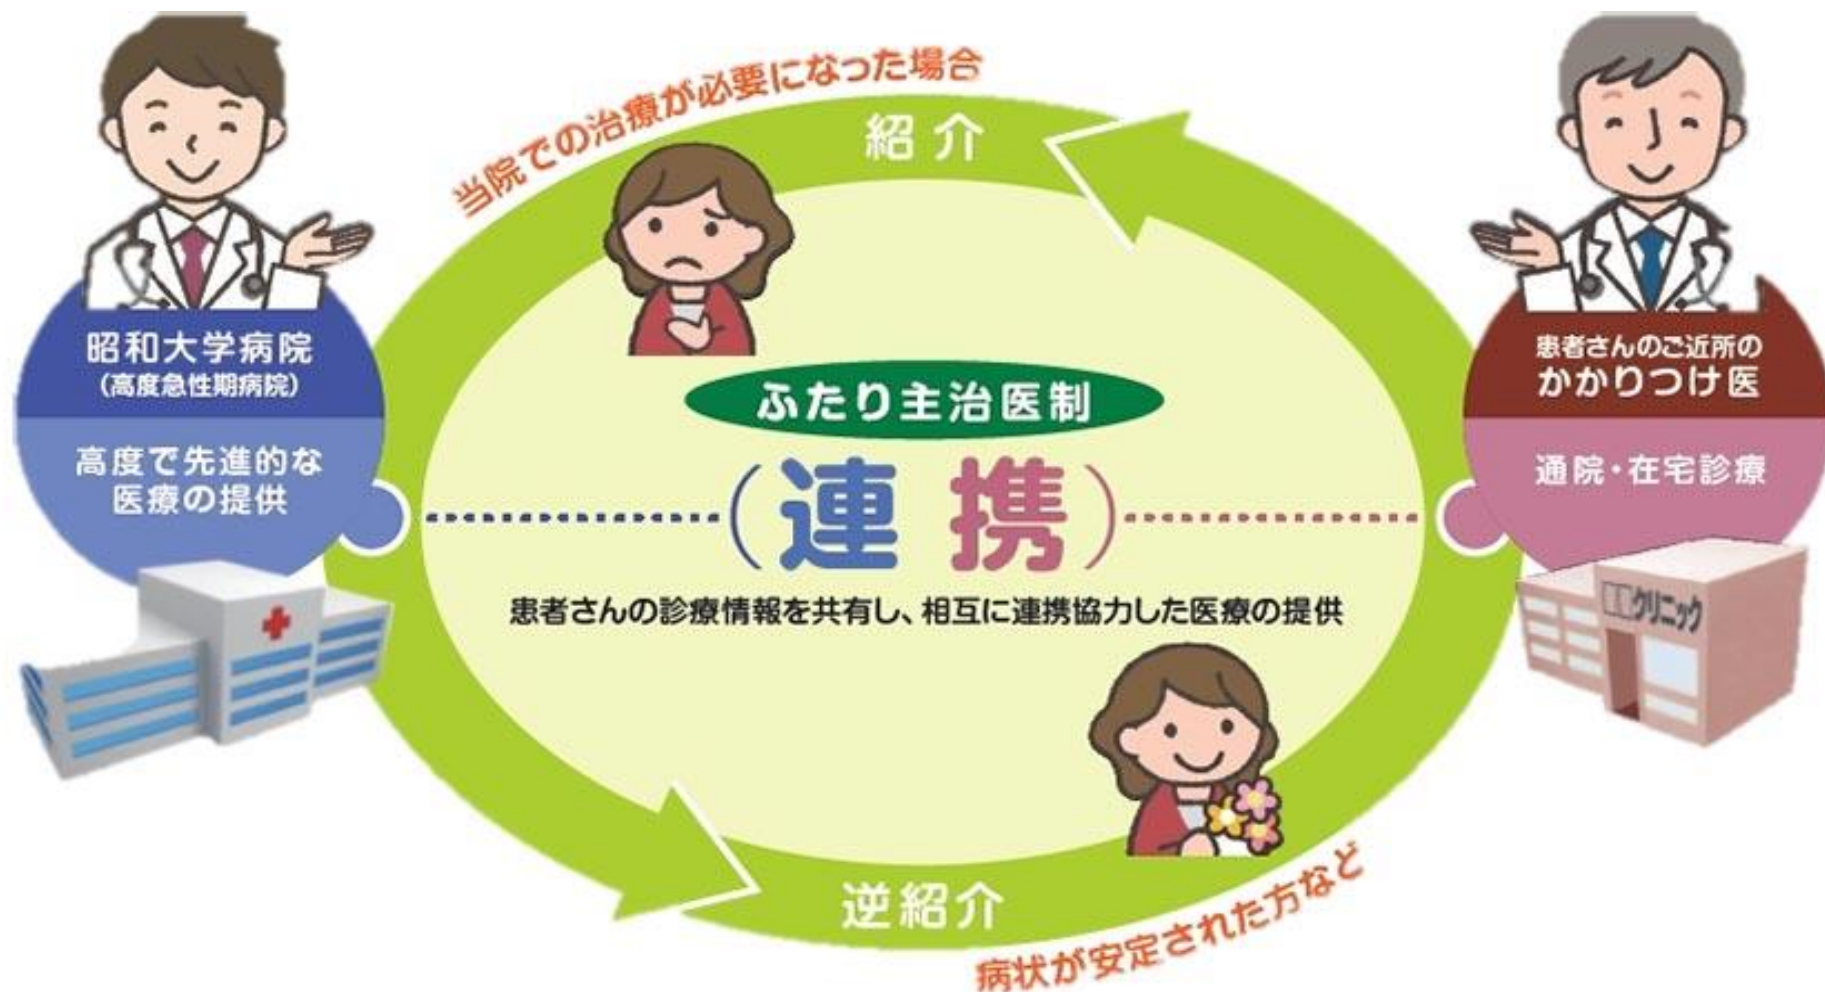 当院での治療が必要になった場合
紹介
昭和大学病院
(高度急性期病院)
高度で先進的な
医療の提供
患者さんのご近所の
かかりつけ医
通院・在宅診療
ふたり主治医制
(連携)
患者さんの診療情報を共有し、相互に連携協力した医療の提供
□□クリニック
逆紹介
病状が安定された方など